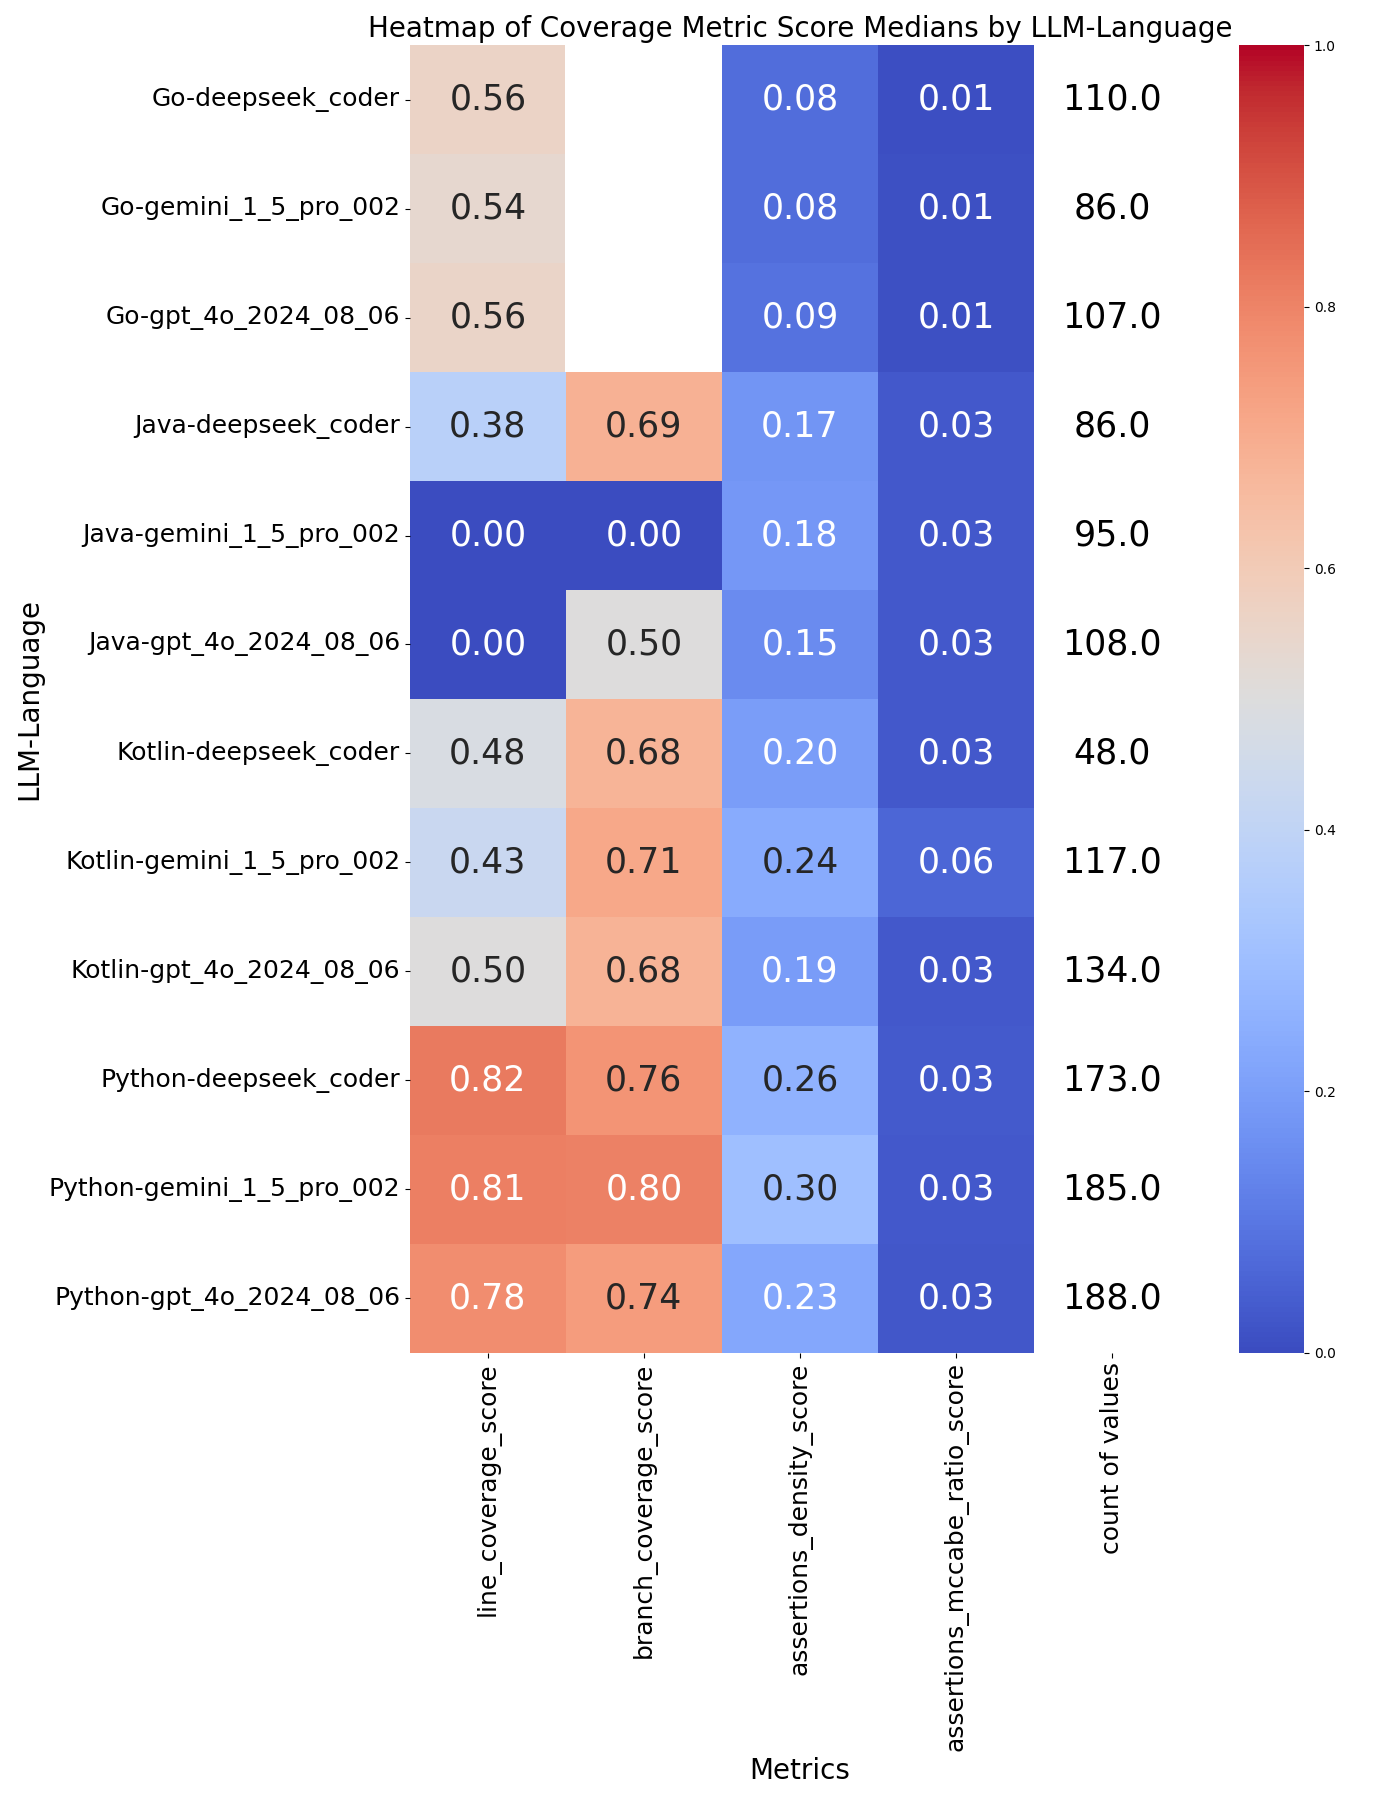 Heatmap of Coverage Metric Score Medians by LLM-Language
LLM-Language
Go-deepseek_coder 0.56 0.08 0.01 110.0
Go-gemini_1_5_pro_002 0.54 0.08 0.01 86.0
Go-gpt_4o_2024_08_06 0.56 0.09 0.01 107.0
Java-deepseek_coder 0.38 0.69 0.17 0.03 86.0
Java-gemini_1_5_pro_002 0.00 0.00 0.18 0.03 95.0
Java-gpt_4o_2024_08_06 0.00 0.50 0.15 0.03 108.0
Kotlin-deepseek_coder 0.48 0.68 0.20 0.03 48.0
Kotlin-gemini_1_5_pro_002 0.43 0.71 0.24 0.06 117.0
Kotlin-gpt_4o_2024_08_06 0.50 0.68 0.19 0.03 134.0
Python-deepseek_coder 0.82 0.76 0.26 0.03 173.0
Python-gemini_1_5_pro_002 0.81 0.80 0.30 0.03 185.0
Python-gpt_4o_2024_08_06 0.78 0.74 0.23 0.03 188.0
line_coverage_score
branch_coverage_score
assertions_density_score
assertions_mccabe_ratio_score
count of values
Metrics
1.0
0.8
0.6
0.4
0.2
0.0